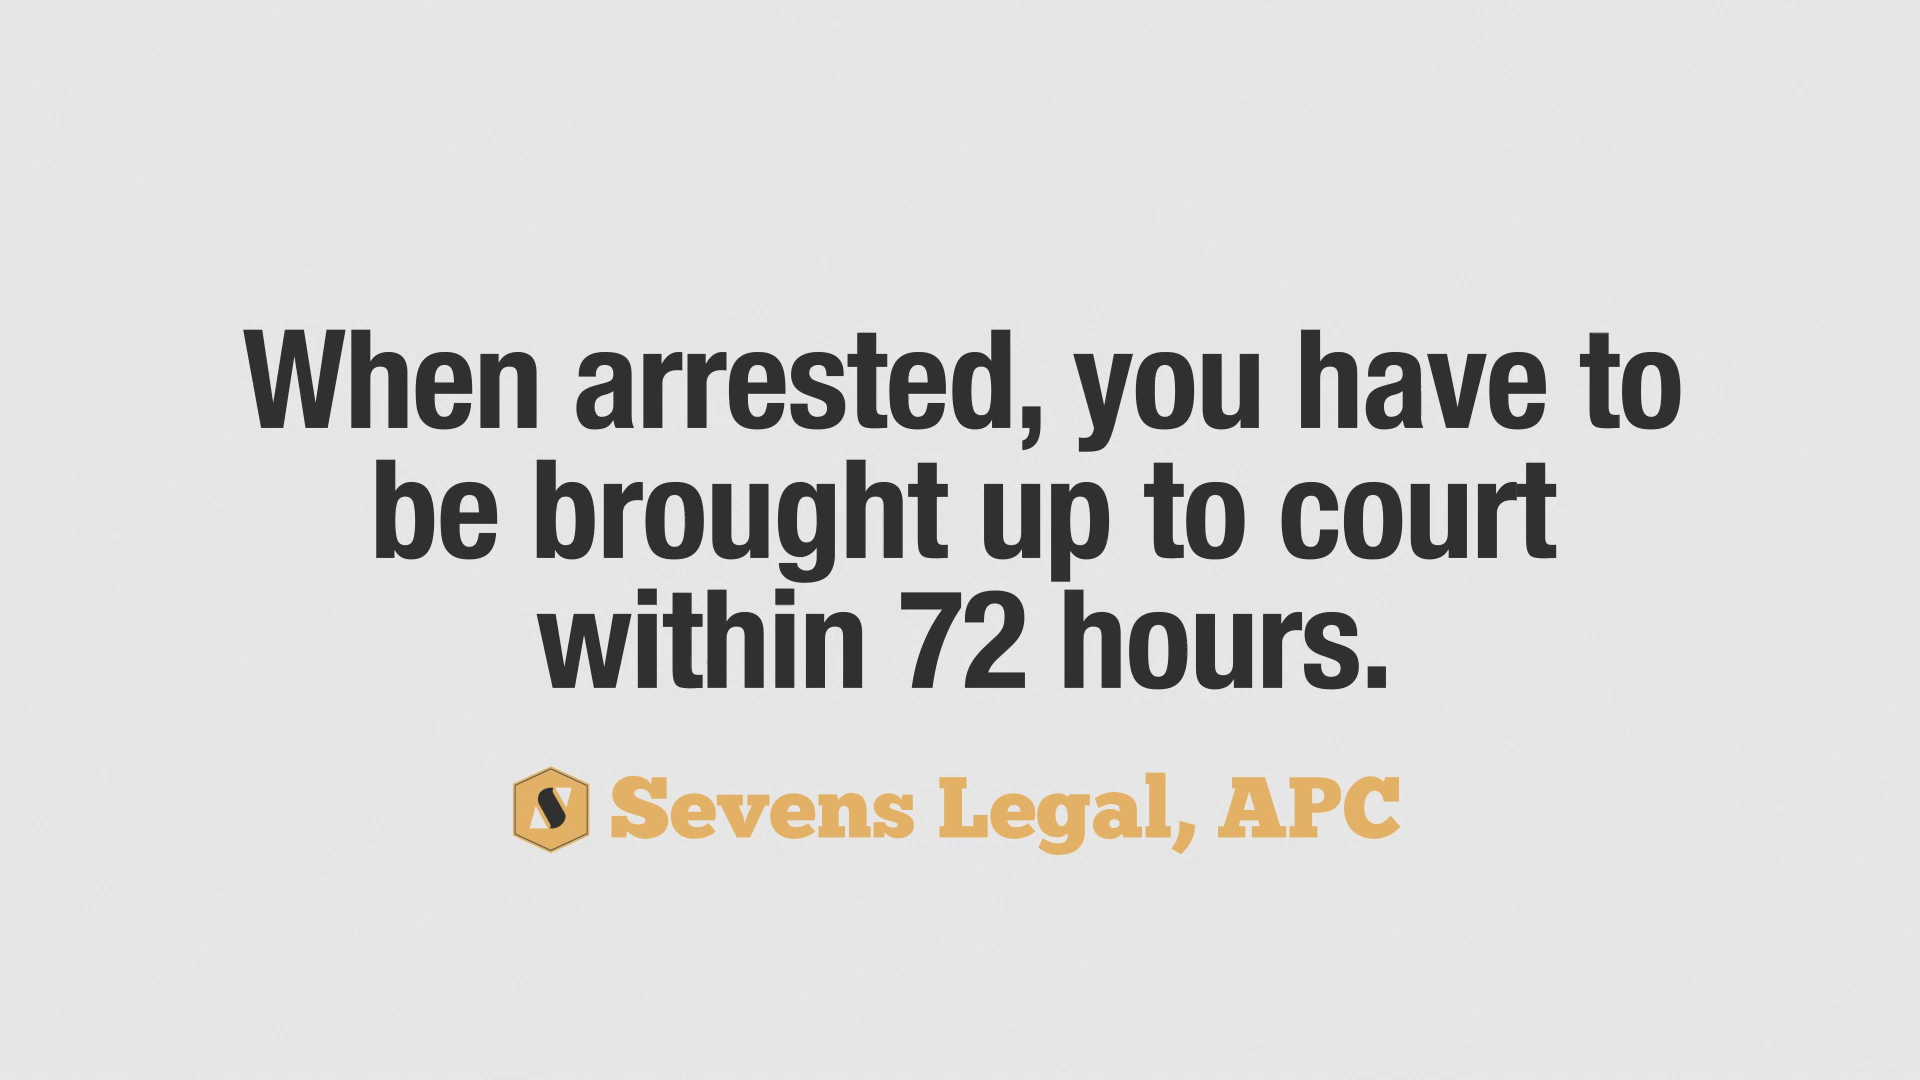 When arrested, you have to
be brought up to court
within 72 hours.
Sevens Legal, APC